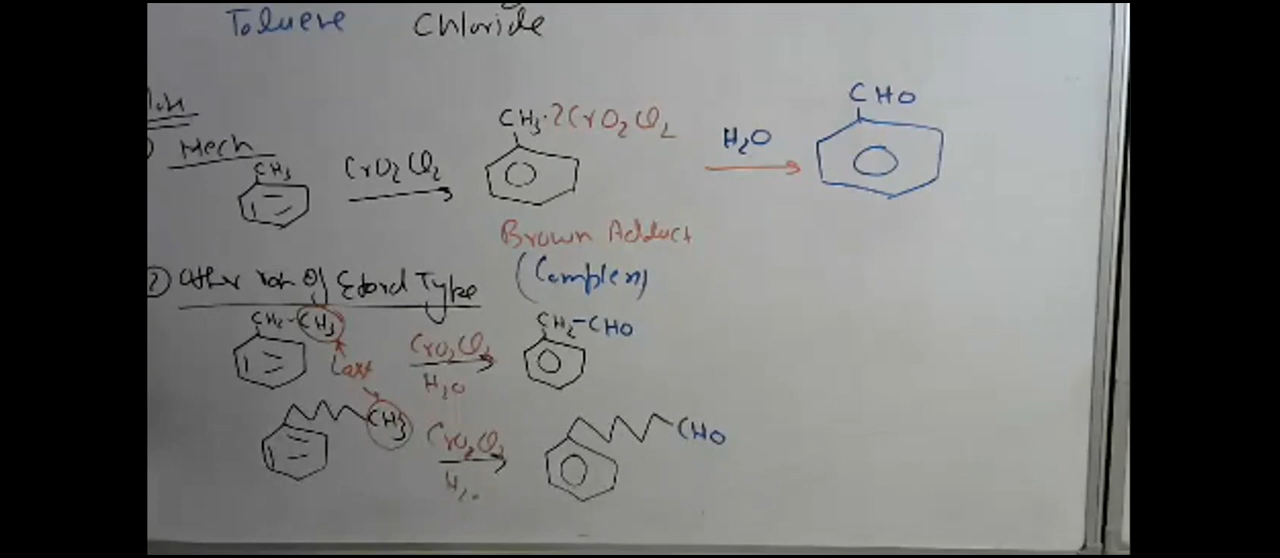 Toluene Chloride
Mech
CH3 CrO2Cl2 CH3·2CrO2Cl2 H2O CHO
Brown Adduct
(Complex)
2) Other rxn of Etard Type
CH2-CH3 CrO2Cl2 H2O CH2-CHO
Last
CH3 CrO2Cl2 H2O CHO